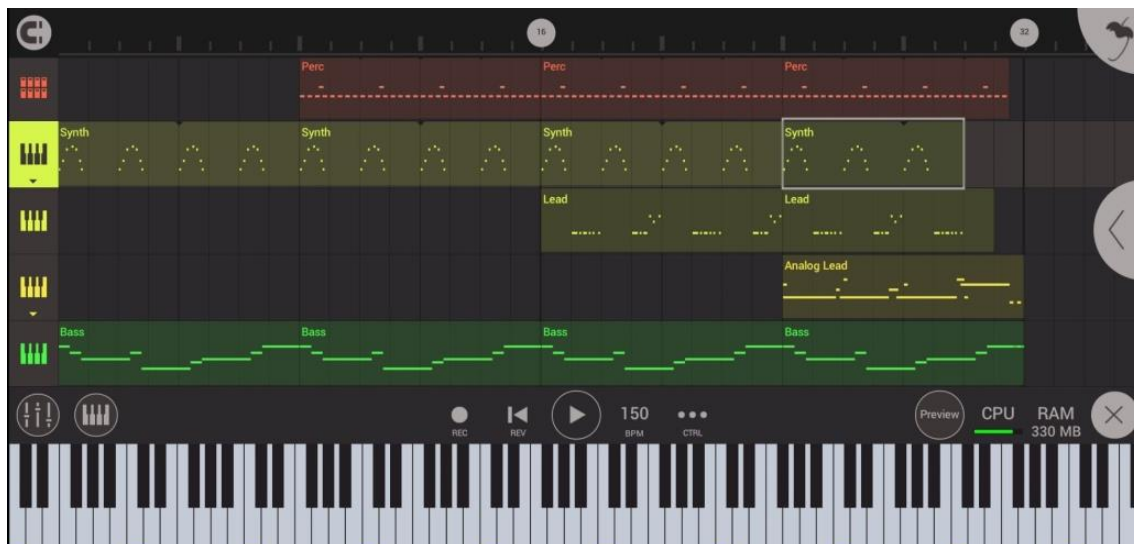 16
32
Perc
Perc
Perc
Synth
Synth
Synth
Synth
Lead
Lead
Analog Lead
Bass
Bass
Bass
Bass
REC
REV
150
BPM
CTRL
Preview
CPU
RAM
330 MB